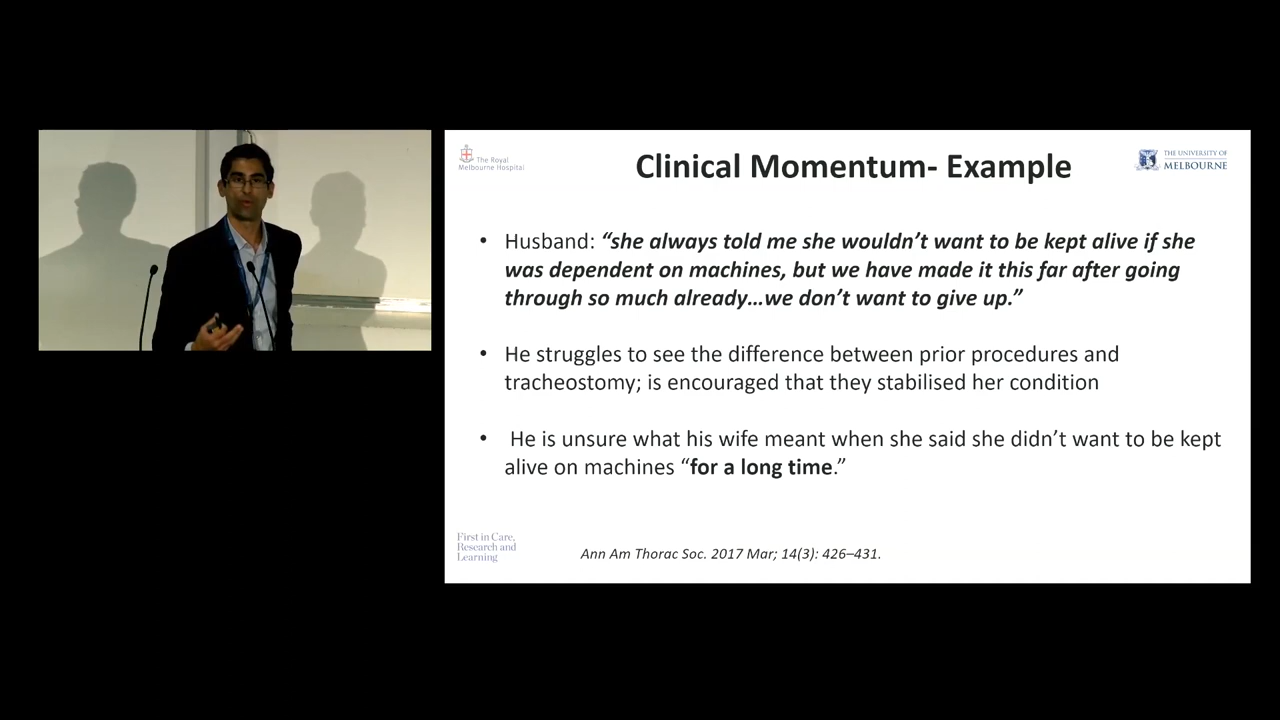 The Royal
Melbourne Hospital
Clinical Momentum- Example
THE UNIVERSITY OF
MELBOURNE
• Husband: “she always told me she wouldn’t want to be kept alive if she
was dependent on machines, but we have made it this far after going
through so much already…we don’t want to give up.”
• He struggles to see the difference between prior procedures and
tracheostomy; is encouraged that they stabilised her condition
• He is unsure what his wife meant when she said she didn’t want to be kept
alive on machines “for a long time.”
First in Care,
Research and
Learning
Ann Am Thorac Soc. 2017 Mar; 14(3): 426–431.